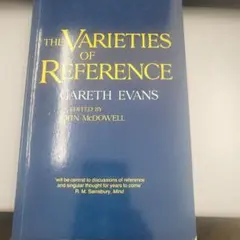 THE VARIETIES
OF
REFERENCE
GARETH EVANS
EDITED BY
JOHN McDOWELL
'will be central to discussions of reference
and singular thought for years to come'
R. M. Sainsbury, Mind